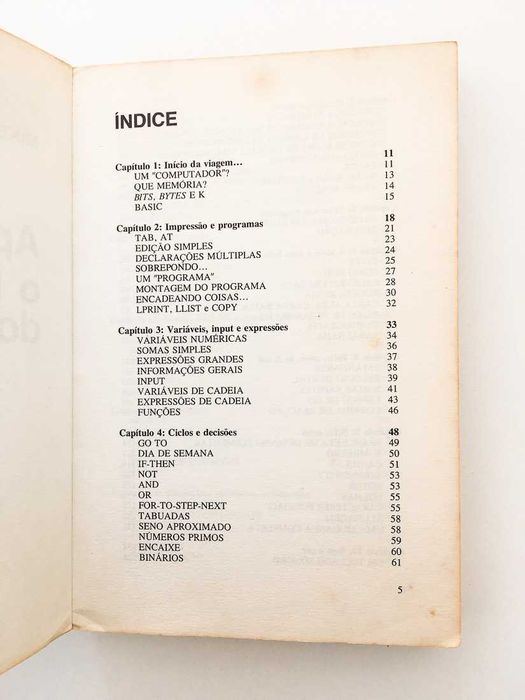 ÍNDICE
Capítulo 1: Início da viagem... 11
UM "COMPUTADOR"? 11
QUE MEMÓRIA? 13
BITS, BYTES E K 14
BASIC 15
Capítulo 2: Impressão e programas 18
TAB, AT 21
EDIÇÃO SIMPLES 23
DECLARAÇÕES MÚLTIPLAS 24
SOBREPONDO... 25
UM "PROGRAMA" 27
MONTAGEM DO PROGRAMA 28
ENCADEANDO COISAS... 30
LPRINT, LLIST e COPY 32
Capítulo 3: Variáveis, input e expressões 33
VARIÁVEIS NUMÉRICAS 34
SOMAS SIMPLES 36
EXPRESSÕES GRANDES 37
INFORMAÇÕES GERAIS 38
INPUT 39
VARIÁVEIS DE CADEIA 41
EXPRESSÕES DE CADEIA 43
FUNÇÕES 46
Capítulo 4: Ciclos e decisões 48
GO TO 49
DIA DE SEMANA 50
IF-THEN 51
NOT 53
AND 53
OR 55
FOR-TO-STEP-NEXT 55
TABUADAS 58
SENO APROXIMADO 58
NÚMEROS PRIMOS 59
ENCAIXE 60
BINÁRIOS 61
5